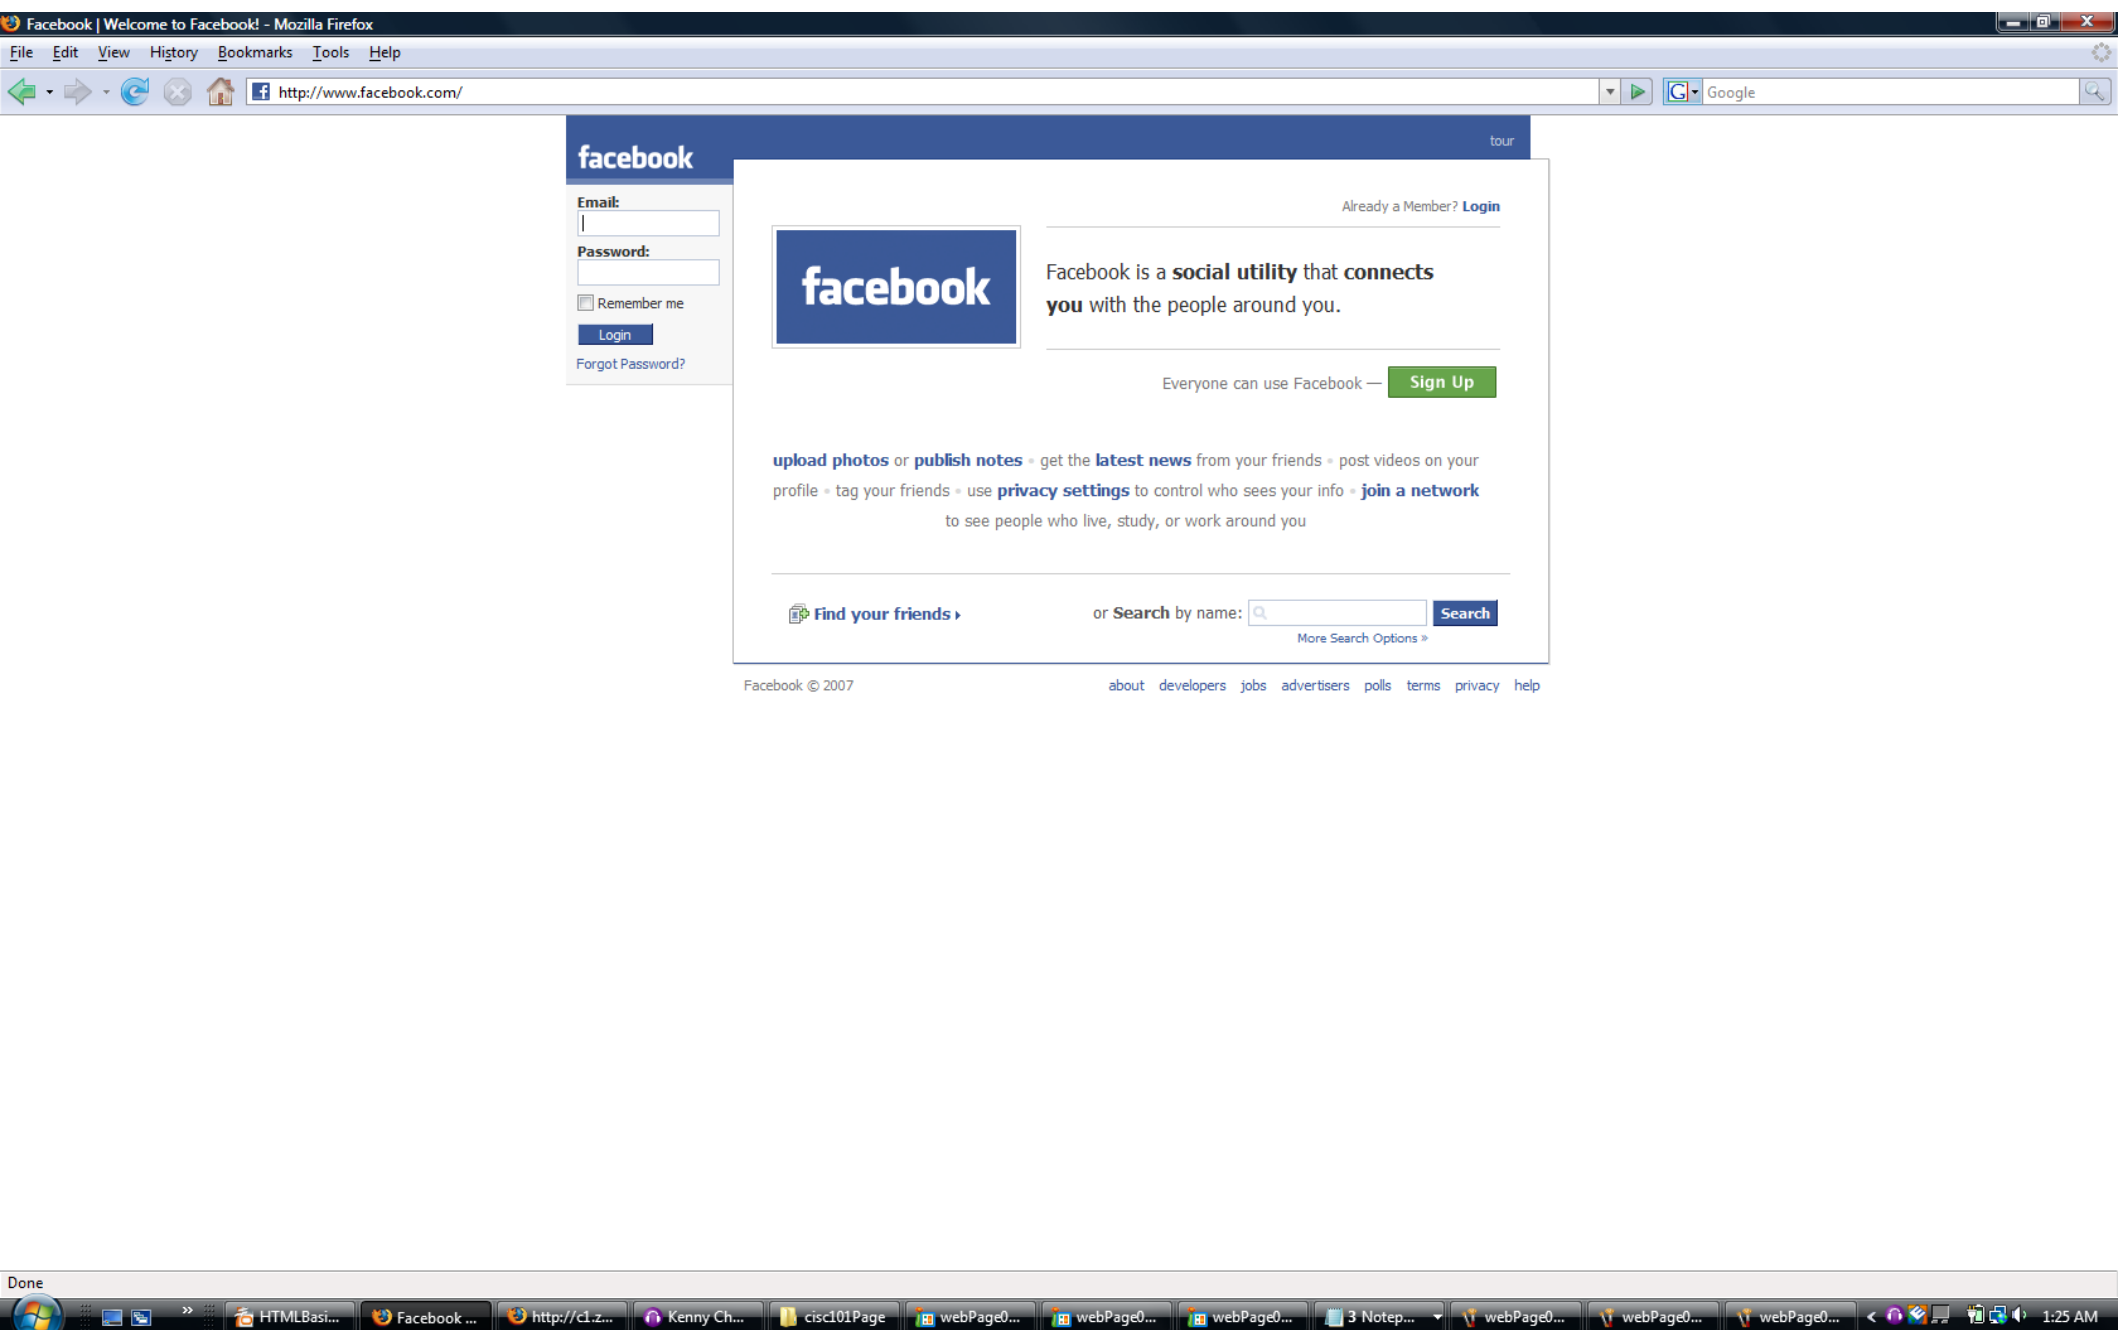 Facebook | Welcome to Facebook! - Mozilla Firefox
File Edit View History Bookmarks Tools Help
http://www.facebook.com/
G Google
facebook
tour
Email:
Password:
Remember me
Login
Forgot Password?
Already a Member? Login
facebook
Facebook is a social utility that connects
you with the people around you.
Everyone can use Facebook — Sign Up
upload photos or publish notes • get the latest news from your friends • post videos on your
profile • tag your friends • use privacy settings to control who sees your info • join a network
to see people who live, study, or work around you
Find your friends
or Search by name: Search
More Search Options »
Facebook © 2007
about developers jobs advertisers polls terms privacy help
Done
» HTMLBasi... Facebook ... http://c1.z... Kenny Ch... cisc101Page webPage0... webPage0... webPage0... 3 Notep... webPage0... webPage0... webPage0... < 1:25 AM